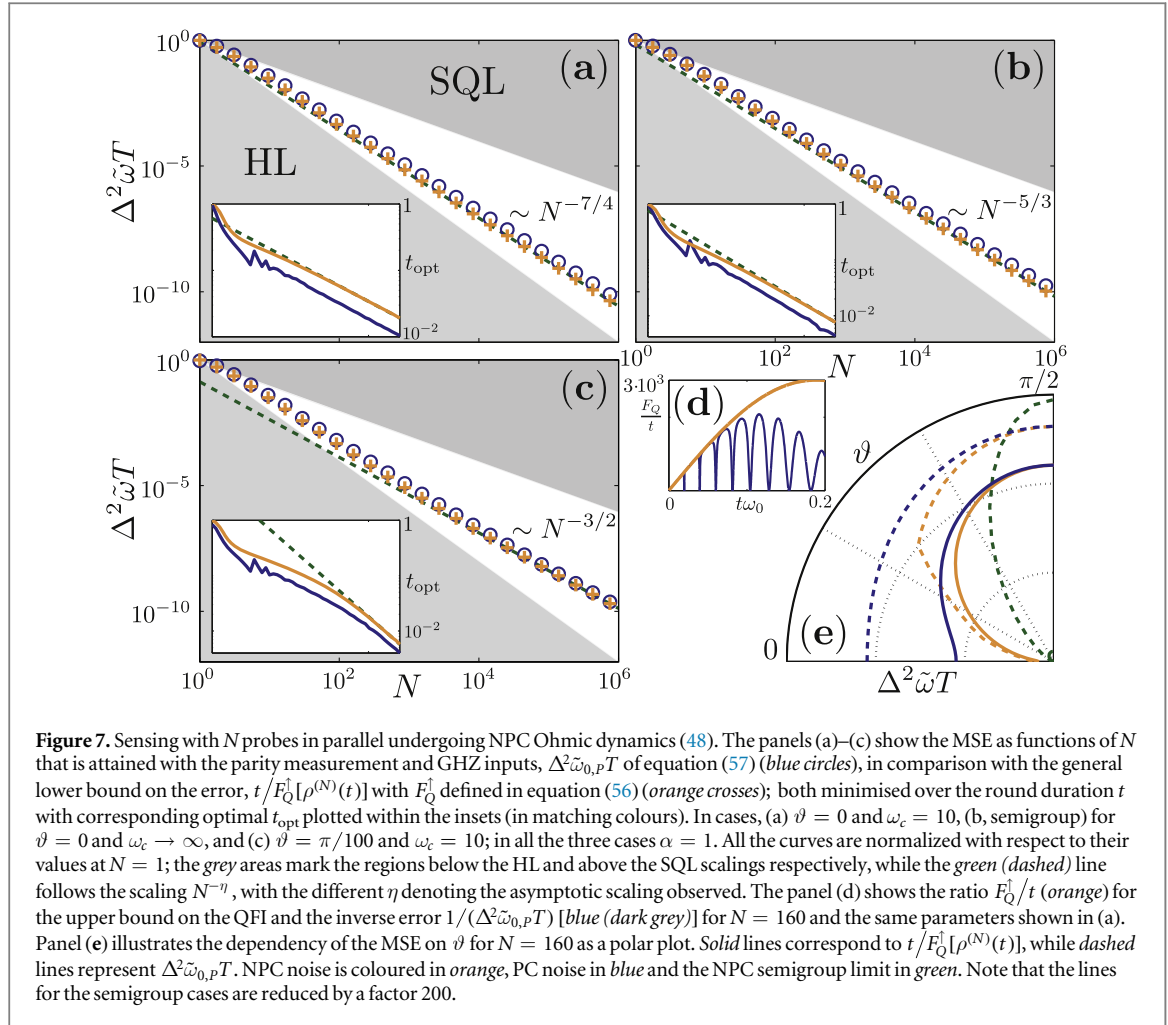 10^0
10^-5
10^-10
Δ^2ω̃T
SQL
HL
(a)
~ N^-7/4
1
t_opt
10^-2
(b)
~ N^-5/3
1
t_opt
10^-2
10^0
10^2
N
10^4
10^6
10^0
10^-5
10^-10
Δ^2ω̃T
(c)
~ N^-3/2
1
t_opt
10^-2
10^0
10^2
N
10^4
10^6
3·10^3
F_Q/t
(d)
0
tω_0
0.2
π/2
ϑ
(e)
0
Δ^2ω̃T
Figure 7. Sensing with N probes in parallel undergoing NPC Ohmic dynamics (48). The panels (a)–(c) show the MSE as functions of N
that is attained with the parity measurement and GHZ inputs, Δ^2ω̃_0,P T of equation (57) (blue circles), in comparison with the general
lower bound on the error, t/F_Q^↑[ρ^(N)(t)] with F_Q^↑ defined in equation (56) (orange crosses); both minimised over the round duration t
with corresponding optimal t_opt plotted within the insets (in matching colours). In cases, (a) ϑ = 0 and ω_c = 10, (b, semigroup) for
ϑ = 0 and ω_c → ∞, and (c) ϑ = π/100 and ω_c = 10; in all the three cases α = 1. All the curves are normalized with respect to their
values at N = 1; the grey areas mark the regions below the HL and above the SQL scalings respectively, while the green (dashed) line
follows the scaling N^-η, with the different η denoting the asymptotic scaling observed. The panel (d) shows the ratio F_Q^↑/t (orange) for
the upper bound on the QFI and the inverse error 1/(Δ^2ω̃_0,P T) [blue (dark grey)] for N = 160 and the same parameters shown in (a).
Panel (e) illustrates the dependency of the MSE on ϑ for N = 160 as a polar plot. Solid lines correspond to t/F_Q^↑[ρ^(N)(t)], while dashed
lines represent Δ^2ω̃_0,P T. NPC noise is coloured in orange, PC noise in blue and the NPC semigroup limit in green. Note that the lines
for the semigroup cases are reduced by a factor 200.